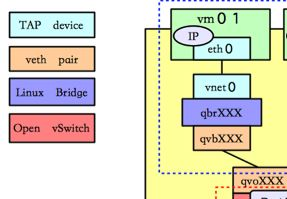 TAP device
veth pair
Linux Bridge
Open vSwitch
vm 0 1
IP
eth 0
vnet 0
qbrXXX
qvbXXX
qvoXXX